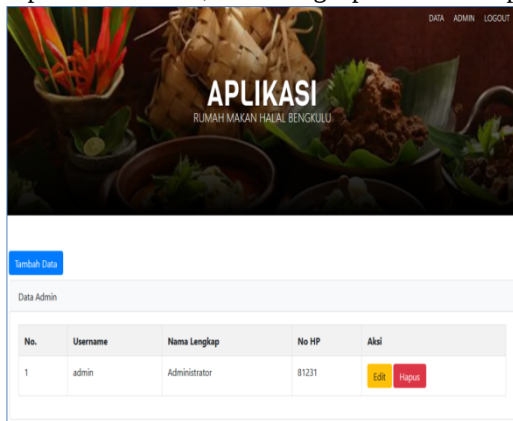 DATA ADMIN LOGOUT
APLIKASI
RUMAH MAKAN HALAL BENGKULU
Tambah Data
Data Admin
No. Username Nama Lengkap No HP Aksi
1 admin Administrator 81231 Edit Hapus